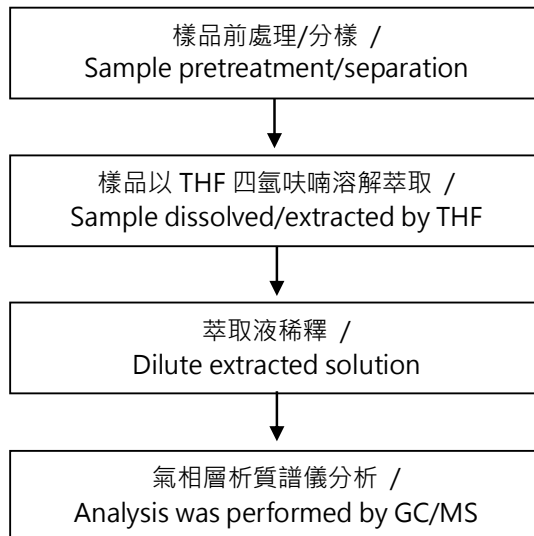 樣品前處理/分樣 /
Sample pretreatment/separation
樣品以 THF 四氫呋喃溶解萃取 /
Sample dissolved/extracted by THF
萃取液稀釋 /
Dilute extracted solution
氣相層析質譜儀分析 /
Analysis was performed by GC/MS